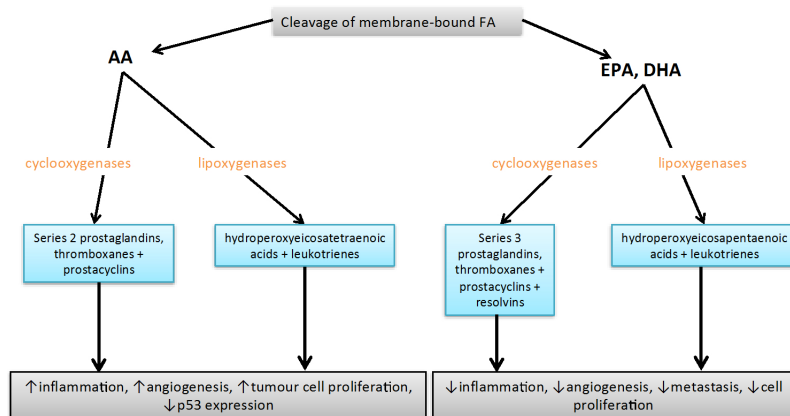 Cleavage of membrane-bound FA
AA
EPA, DHA
cyclooxygenases
lipoxygenases
cyclooxygenases
lipoxygenases
Series 2 prostaglandins,
thromboxanes +
prostacyclins
hydroperoxyeicosatetraenoic
acids + leukotrienes
Series 3
prostaglandins,
thromboxanes +
prostacyclins +
resolvins
hydroperoxyeicosapentaenoic
acids + leukotrienes
↑inflammation, ↑angiogenesis, ↑tumour cell proliferation,
↓p53 expression
↓inflammation, ↓angiogenesis, ↓metastasis, ↓cell
proliferation